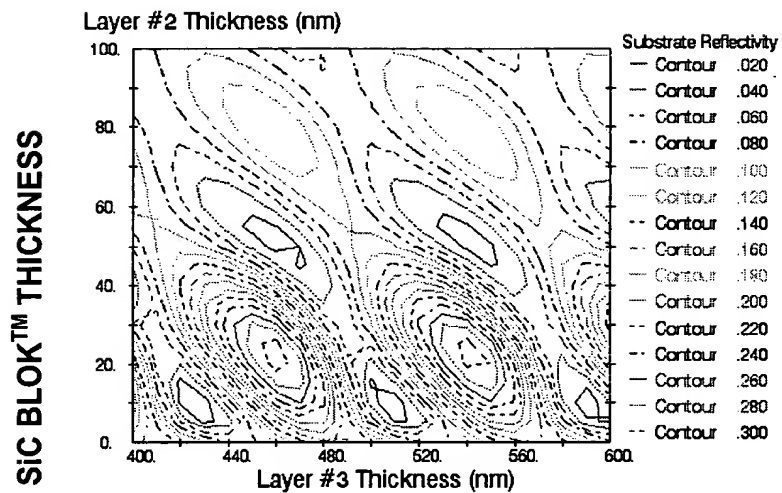 Layer #2 Thickness (nm)
SiC BLOK™ THICKNESS
100.
80.
60.
40.
20.
0.
400.
440.
480.
520.
560.
600.
Layer #3 Thickness (nm)
Substrate Reflectivity
Contour .020
Contour .040
Contour .060
Contour .080
Contour .100
Contour .120
Contour .140
Contour .160
Contour .180
Contour .200
Contour .220
Contour .240
Contour .260
Contour .280
Contour .300